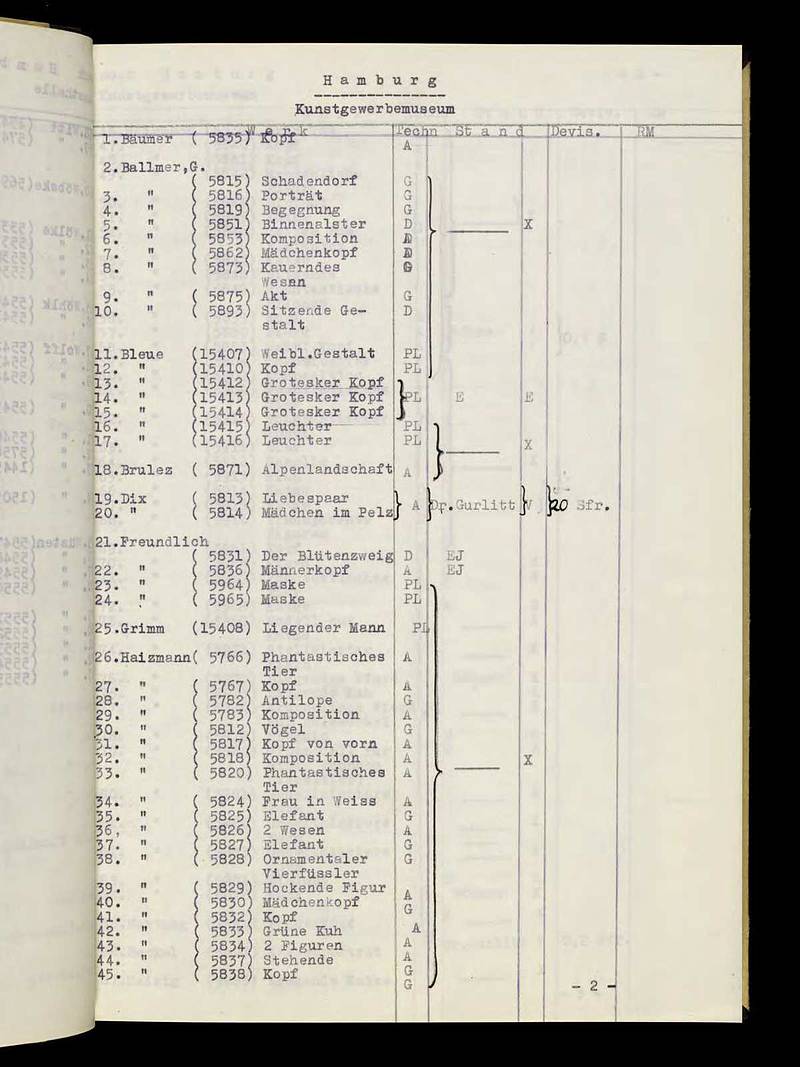 Hamburg
Kunstgewerbemuseum
Werk Techn Stand Devis. RM
1. Bäumer ( 5835) Kopf A
2. Ballmer,G.
( 5815) Schadendorf G
3. " ( 5816) Porträt G
4. " ( 5819) Begegnung G
5. " ( 5851) Binnenalster D X
6. " ( 5853) Komposition
7. " ( 5862) Mädchenkopf
8. " ( 5873) Kauerndes G
Wesen
9. " ( 5875) Akt G
10. " ( 5893) Sitzende Ge-
stalt D
11. Bleue (15407) Weibl.Gestalt PL
12. " (15410) Kopf PL
13. " (15412) Grotesker Kopf
14. " (15413) Grotesker Kopf PL E E
15. " (15414) Grotesker Kopf
16. " (15415) Leuchter PL
17. " (15416) Leuchter PL X
18. Brulez ( 5871) Alpenlandschaft A
19. Dix ( 5813) Liebespaar
20. " ( 5814) Mädchen im Pelz A Dr.Gurlitt V 20 Sfr.
21. Freundlich
( 5831) Der Blütenzweig D EJ
22. " ( 5836) Männerkopf A EJ
23. " ( 5964) Maske PL
24. " ( 5965) Maske PL
25. Grimm (15408) Liegender Mann PL
26. Haizmann( 5766) Phantastisches A
Tier
27. " ( 5767) Kopf A
28. " ( 5782) Antilope G
29. " ( 5783) Komposition A
30. " ( 5812) Vögel G
31. " ( 5817) Kopf von vorn A
32. " ( 5818) Komposition A X
33. " ( 5820) Phantastisches A
Tier
34. " ( 5824) Frau in Weiss A
35. " ( 5825) Elefant G
36, " ( 5826) 2 Wesen A
37. " ( 5827) Elefant G
38. " ( 5828) Ornamentaler G
Vierfüssler
39. " ( 5829) Hockende Figur A
40. " ( 5830) Mädchenkopf G
41. " ( 5832) Kopf
42. " ( 5833) Grüne Kuh A
43. " ( 5834) 2 Figuren A
44. " ( 5837) Stehende A
45. " ( 5838) Kopf G
G
- 2 -